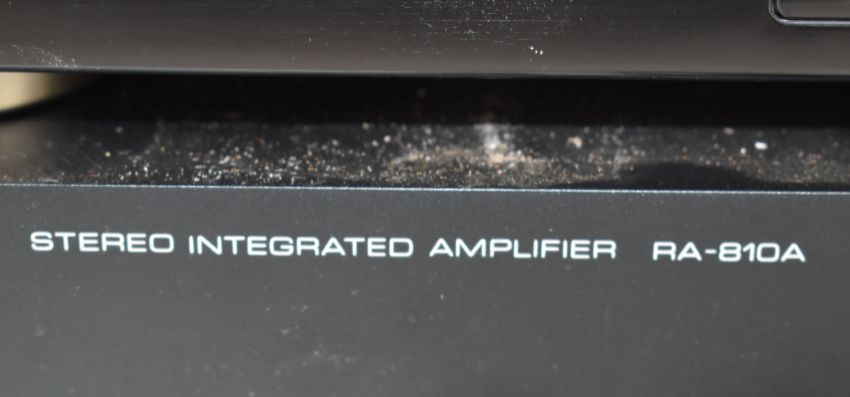 STEREO INTEGRATED AMPLIFIER RA-810A